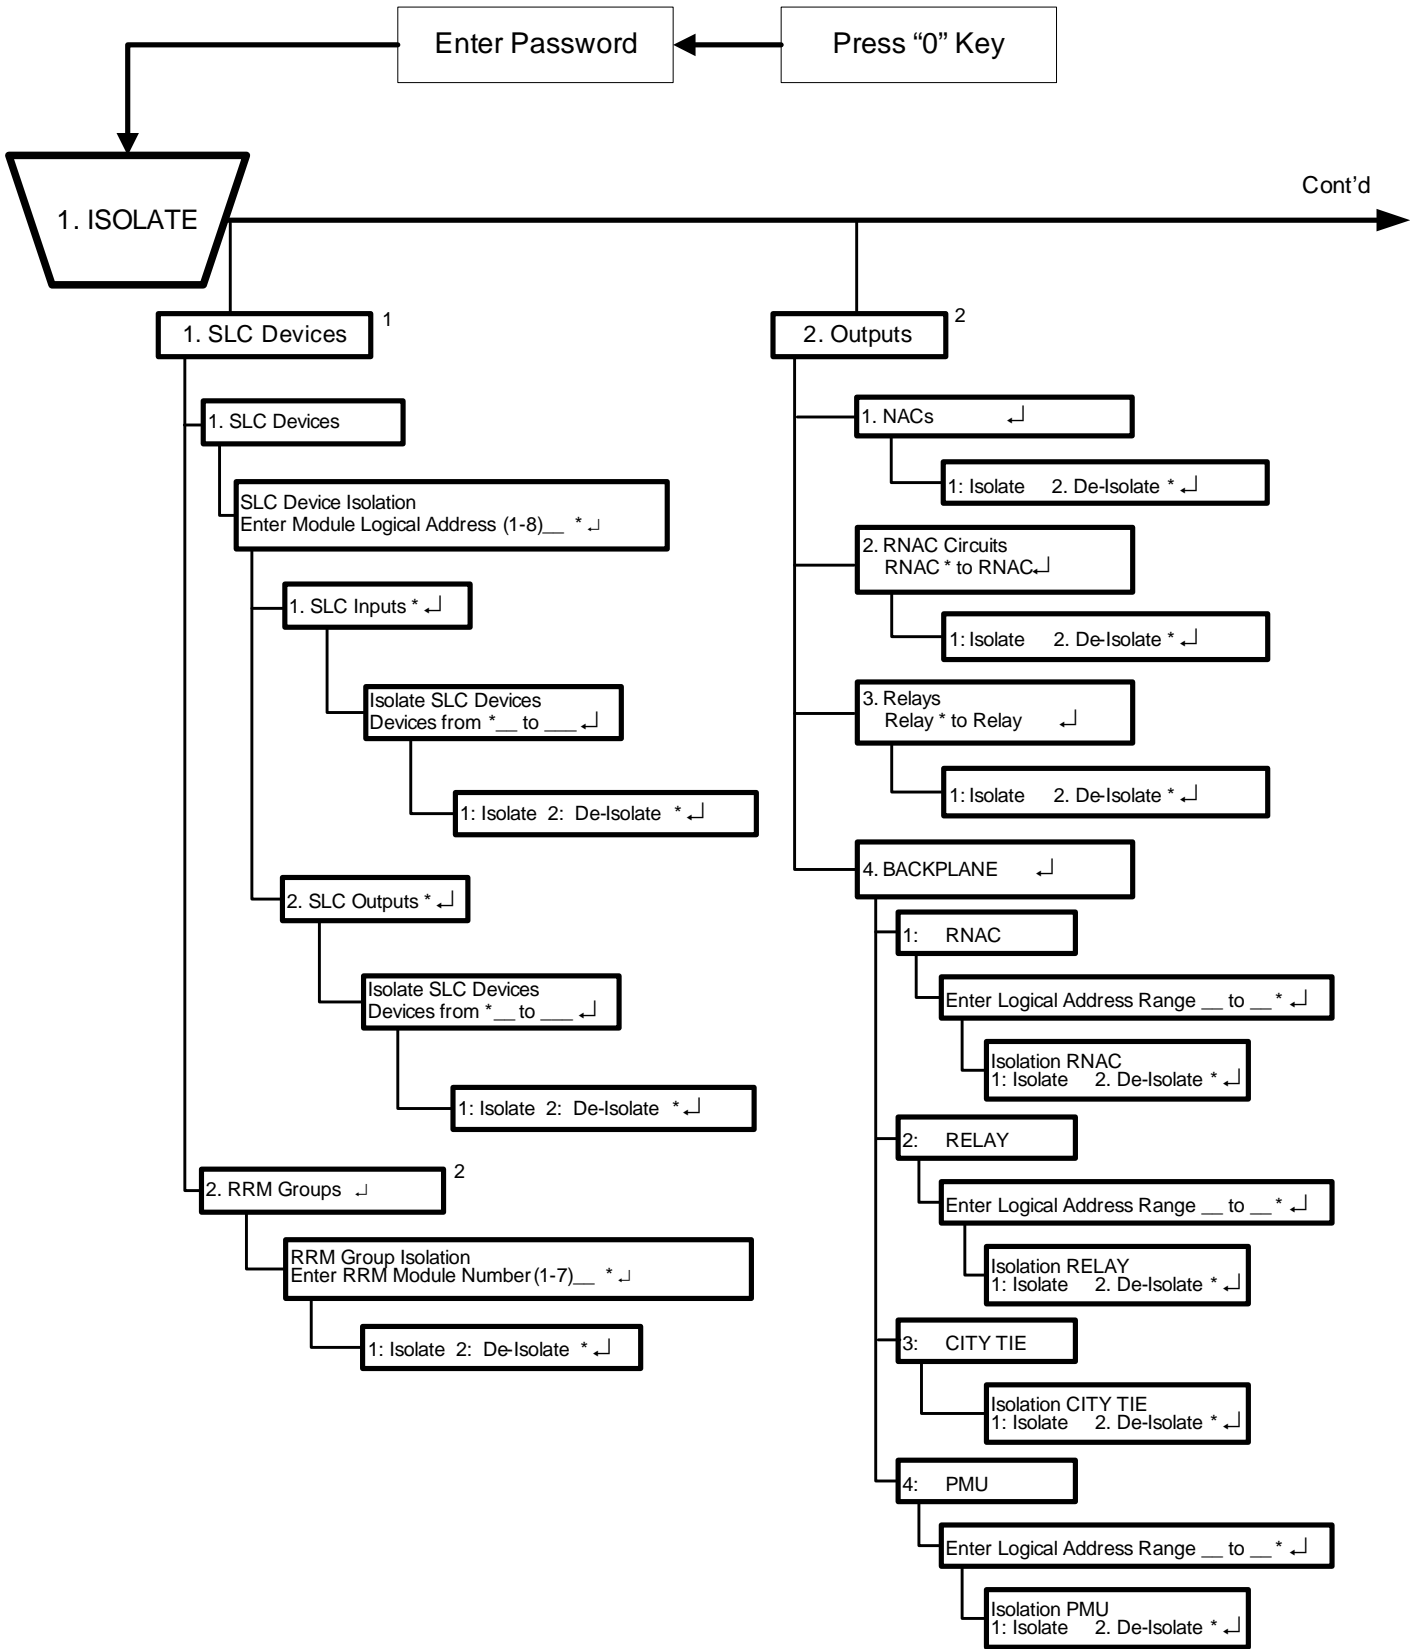 Enter Password
Press “0” Key
Cont’d
1. ISOLATE
1. SLC Devices 1
1. SLC Devices
SLC Device Isolation
Enter Module Logical Address (1-8)__ * ↵
1. SLC Inputs * ↵
Isolate SLC Devices
Devices from *__ to ___ ↵
1: Isolate 2: De-Isolate * ↵
2. SLC Outputs * ↵
Isolate SLC Devices
Devices from *__ to ___ ↵
1: Isolate 2: De-Isolate * ↵
2. RRM Groups ↵ 2
RRM Group Isolation
Enter RRM Module Number (1-7)__ * ↵
1: Isolate 2: De-Isolate * ↵
2. Outputs 2
1. NACs ↵
1: Isolate 2. De-Isolate * ↵
2. RNAC Circuits
RNAC * to RNAC ↵
1: Isolate 2. De-Isolate * ↵
3. Relays
Relay * to Relay ↵
1: Isolate 2. De-Isolate * ↵
4. BACKPLANE ↵
1: RNAC
Enter Logical Address Range __ to __ * ↵
Isolation RNAC
1: Isolate 2. De-Isolate * ↵
2: RELAY
Enter Logical Address Range __ to __ * ↵
Isolation RELAY
1: Isolate 2. De-Isolate * ↵
3: CITY TIE
Isolation CITY TIE
1: Isolate 2. De-Isolate * ↵
4: PMU
Enter Logical Address Range __ to __ * ↵
Isolation PMU
1: Isolate 2. De-Isolate * ↵